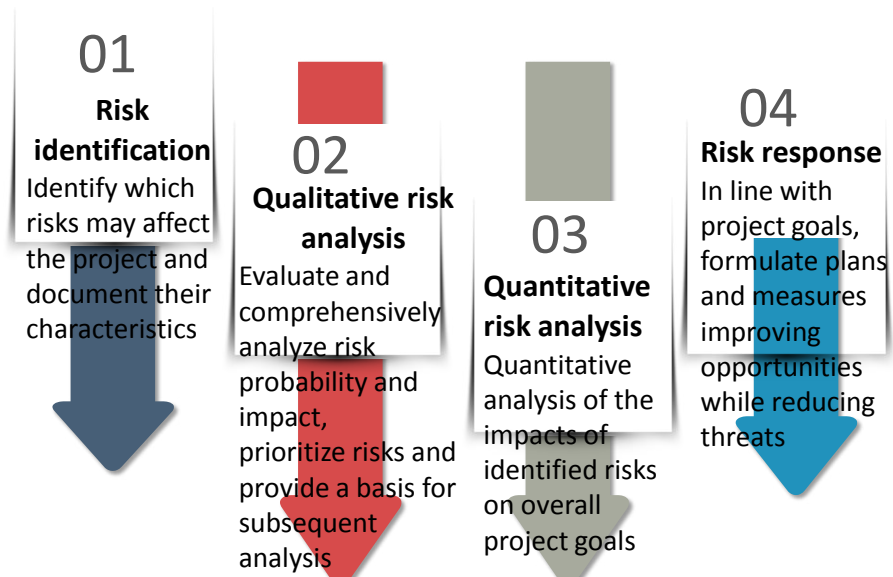 01
Risk
identification
Identify which
risks may affect
the project and
document their
characteristics
02
Qualitative risk
analysis
Evaluate and
comprehensively
analyze risk
probability and
impact,
prioritize risks and
provide a basis for
subsequent
analysis
03
Quantitative
risk analysis
Quantitative
analysis of the
impacts of
identified risks
on overall
project goals
04
Risk response
In line with
project goals,
formulate plans
and measures
improving
opportunities
while reducing
threats